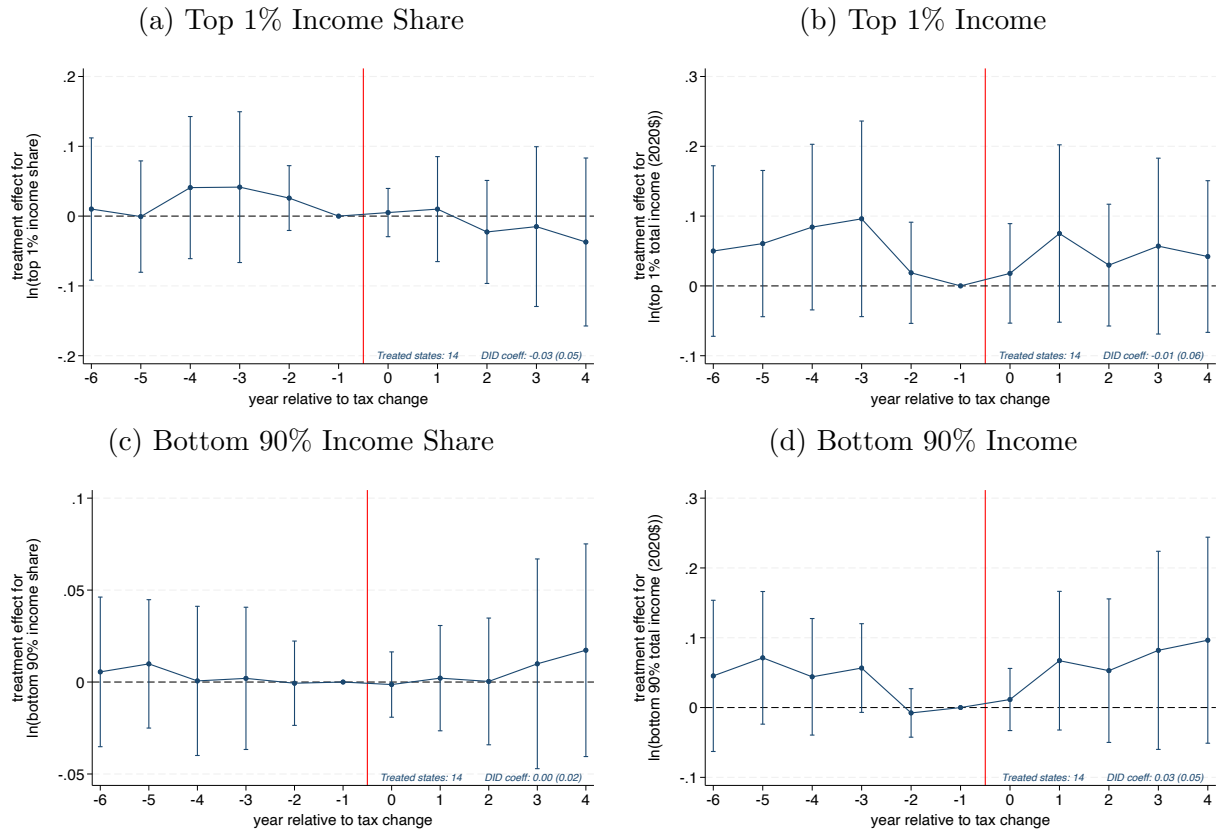 (a) Top 1% Income Share
treatment effect for
ln(top 1% income share)
.2
.1
0
-.1
-.2
Treated states: 14 DID coeff: -0.03 (0.05)
-6 -5 -4 -3 -2 -1 0 1 2 3 4
year relative to tax change
(b) Top 1% Income
treatment effect for
ln(top 1% total income (2020$))
.3
.2
.1
0
-.1
Treated states: 14 DID coeff: -0.01 (0.06)
-6 -5 -4 -3 -2 -1 0 1 2 3 4
year relative to tax change
(c) Bottom 90% Income Share
treatment effect for
ln(bottom 90% income share)
.1
.05
0
-.05
Treated states: 14 DID coeff: 0.00 (0.02)
-6 -5 -4 -3 -2 -1 0 1 2 3 4
year relative to tax change
(d) Bottom 90% Income
treatment effect for
ln(bottom 90% total income (2020$))
.3
.2
.1
0
-.1
Treated states: 14 DID coeff: 0.03 (0.05)
-6 -5 -4 -3 -2 -1 0 1 2 3 4
year relative to tax change